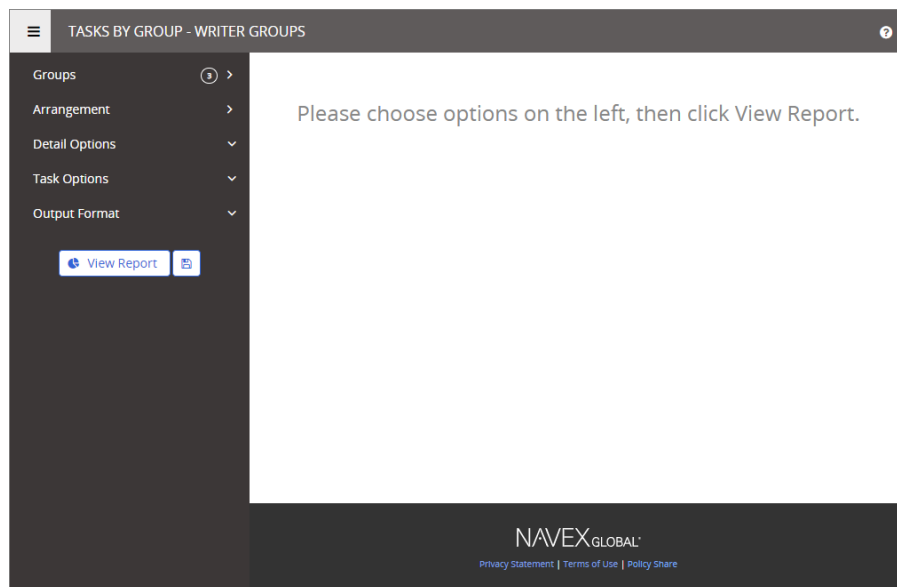 TASKS BY GROUP - WRITER GROUPS
?
Groups 3
Arrangement
Detail Options
Task Options
Output Format
View Report
Please choose options on the left, then click View Report.
NAVEX GLOBAL
Privacy Statement | Terms of Use | Policy Share